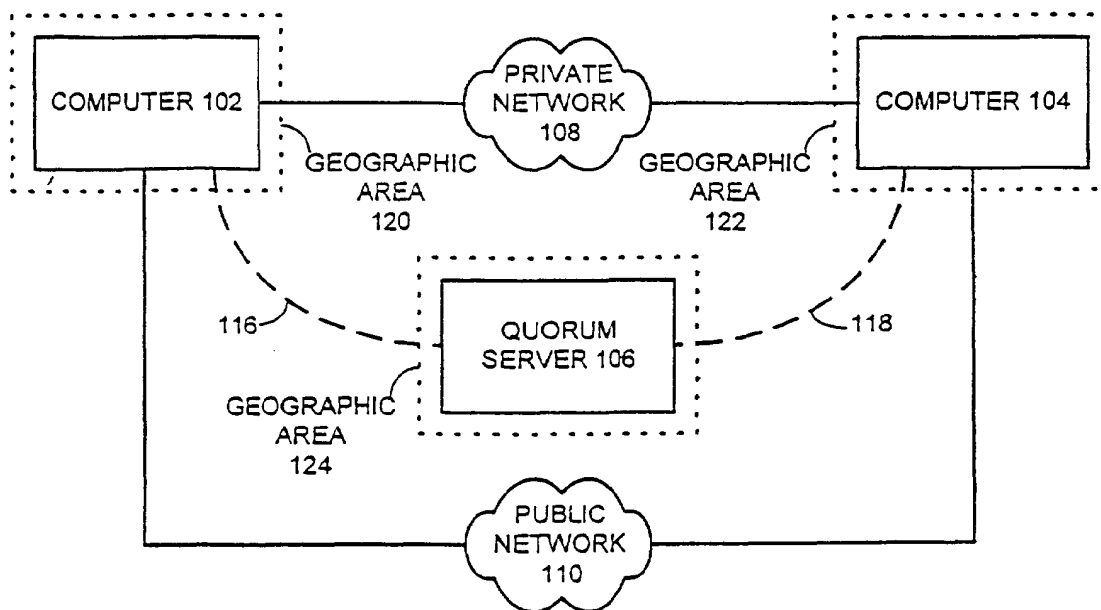 COMPUTER 102
PRIVATE
NETWORK
108
COMPUTER 104
GEOGRAPHIC
AREA
120
GEOGRAPHIC
AREA
122
116
QUORUM
SERVER 106
118
GEOGRAPHIC
AREA
124
PUBLIC
NETWORK
110